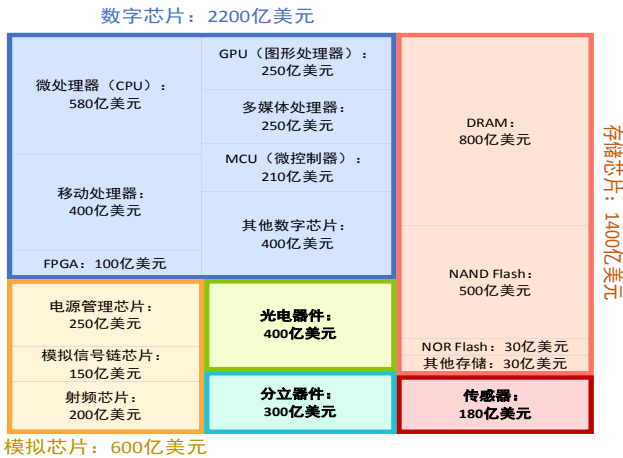 数字芯片：2200亿美元
微处理器（CPU）：
580亿美元
移动处理器：
400亿美元
FPGA：100亿美元
GPU（图形处理器）：
250亿美元
多媒体处理器：
250亿美元
MCU（微控制器）：
210亿美元
其他数字芯片：
400亿美元
DRAM：
800亿美元
NAND Flash：
500亿美元
NOR Flash：30亿美元
其他存储：30亿美元
存储芯片：1400亿美元
电源管理芯片：
250亿美元
模拟信号链芯片：
150亿美元
射频芯片：
200亿美元
光电器件：
400亿美元
分立器件：
300亿美元
传感器：
180亿美元
模拟芯片：600亿美元